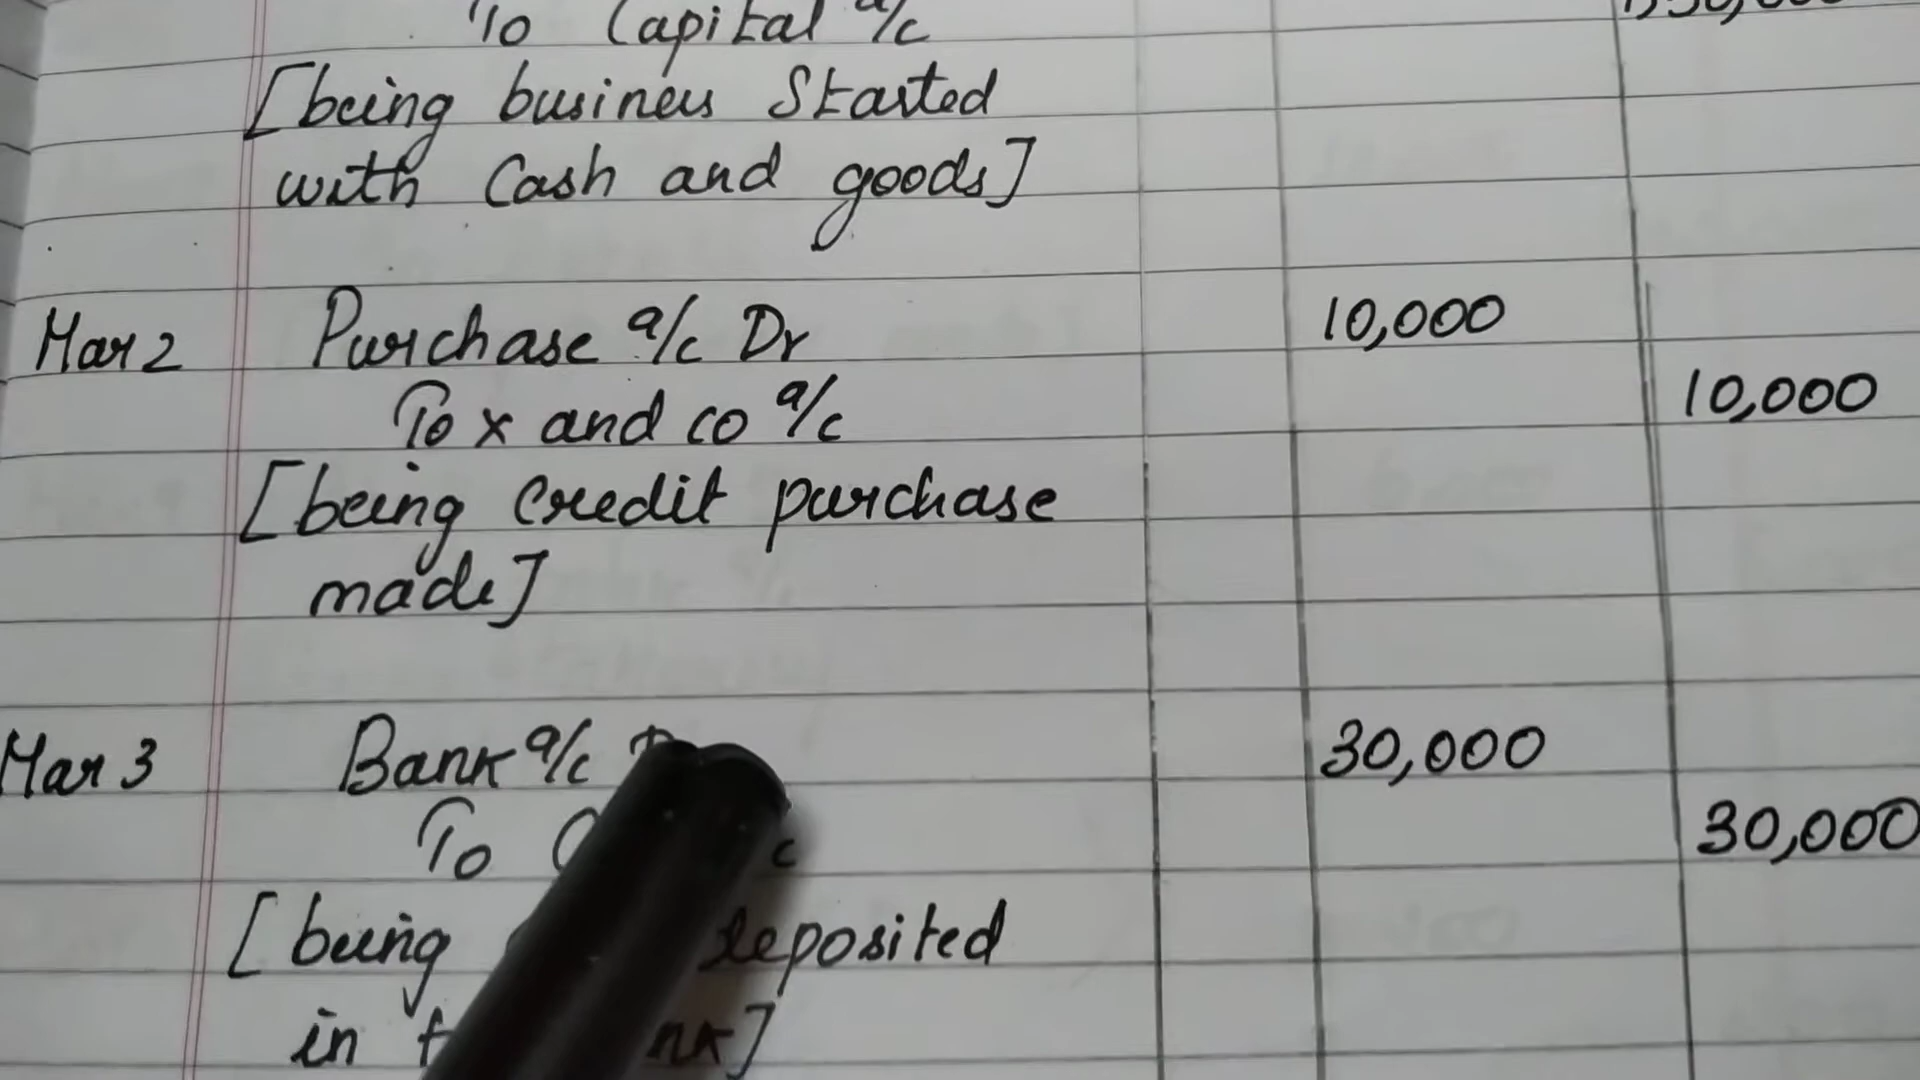 To Capital a/c
[being business Started
with Cash and goods]
Mar 2 Purchase a/c Dr 10,000
To x and co a/c 10,000
[being credit purchase
made]
Mar 3 Bank a/c 30,000
To 30,000
[being deposited
in